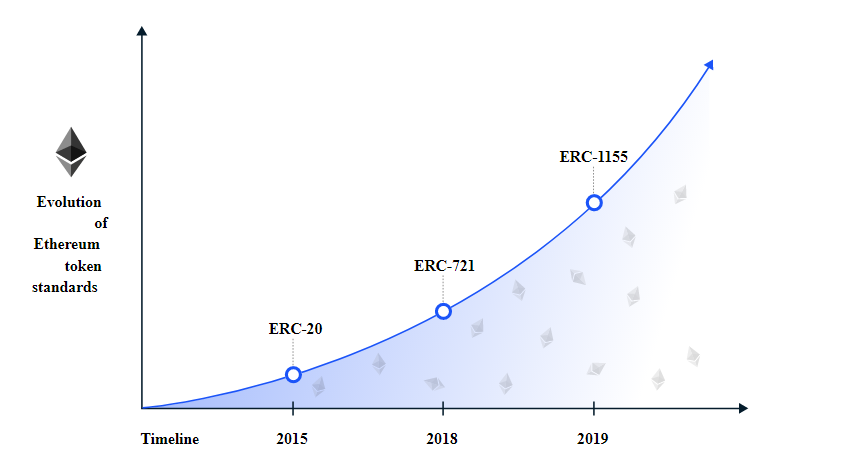 Evolution
of
Ethereum
token
standards
ERC-1155
ERC-721
ERC-20
Timeline
2015
2018
2019